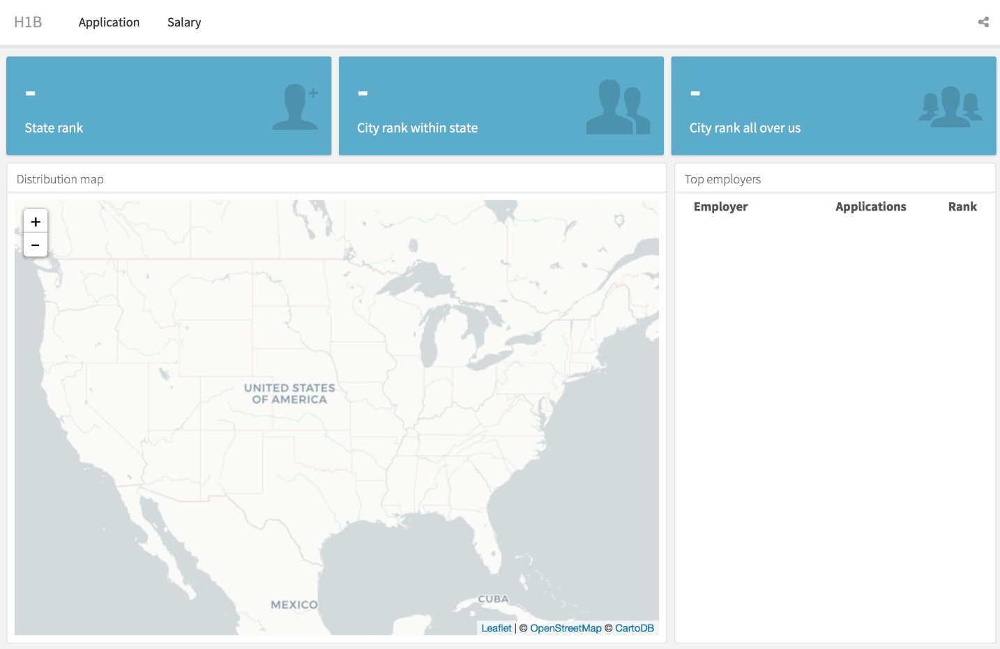 H1B Application Salary
- - -
State rank City rank within state City rank all over us
Distribution map Top employers
Employer Applications Rank
+
−
UNITED STATES
OF AMERICA
MEXICO
CUBA
Leaflet | © OpenStreetMap © CartoDB